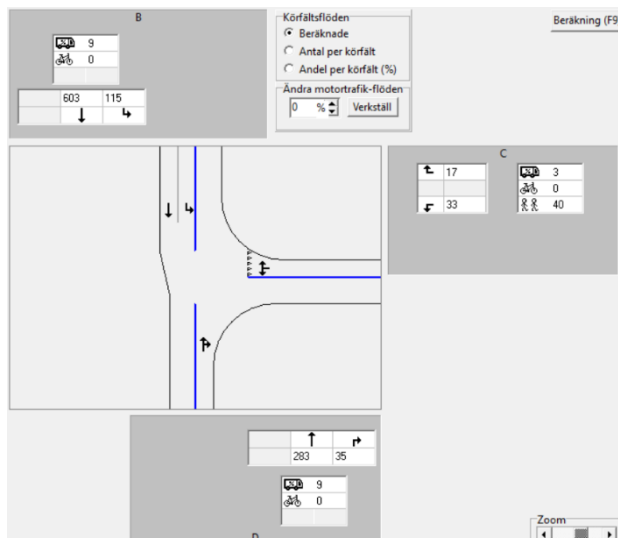 B
9
0
603 115
Körfältsflöden
Beräknade
Antal per körfält
Andel per körfält (%)
Ändra motortrafik-flöden
0 % Verkställ
Beräkning (F9
C
17
33
3
0
40
283 35
9
0
D
Zoom